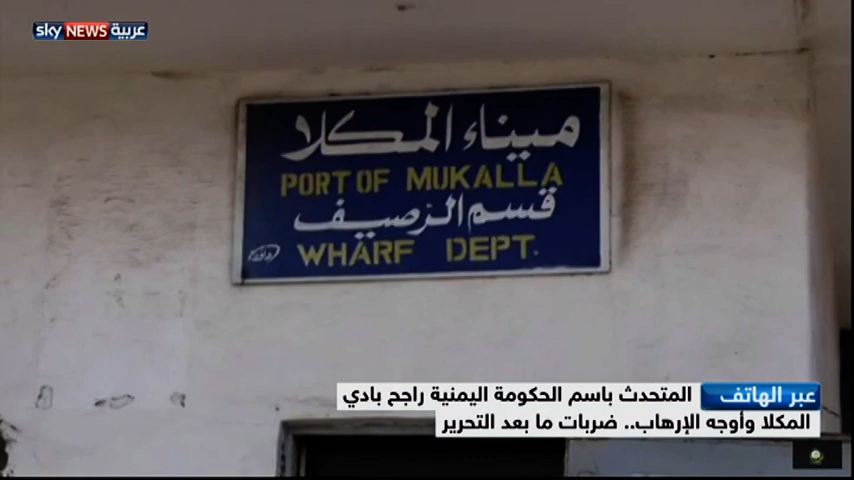 sky NEWS عربية
ميناء المكلا
PORT OF MUKALLA
قسم الرصيف
WHARF DEPT.
عبر الهاتف المتحدث باسم الحكومة اليمنية راجح بادي
المكلا وأوجه الإرهاب.. ضربات ما بعد التحرير